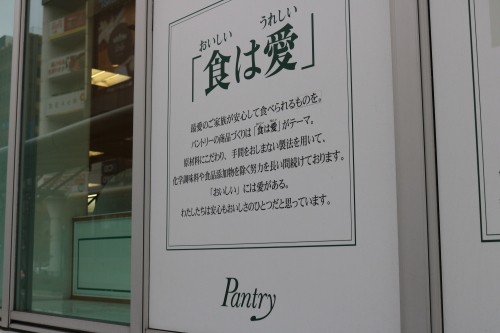 おいしい うれしい
「食は愛」
最愛のご家族が安心して食べられるものを。
パントリーの商品づくりは「食は愛」がテーマ。
原材料にこだわり、手間をおしまない製法を用いて、
化学調味料や食品添加物を除く努力を長い間続けております。
「おいしい」には愛がある。
わたしたちは安心もおいしさのひとつだと思っています。
Pantry